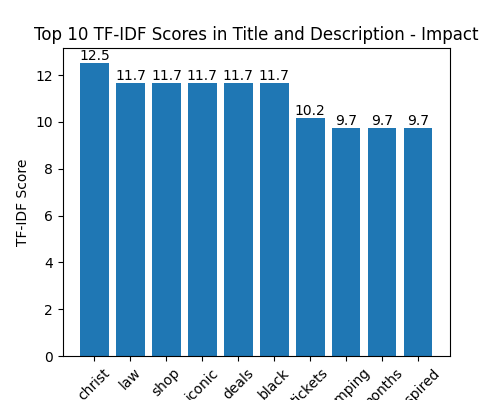 Top 10 TF-IDF Scores in Title and Description - Impact
12.5
11.7 11.7 11.7 11.7 11.7
10.2
9.7 9.7 9.7
TF-IDF Score
12
10
8
6
4
2
0
christ law shop iconic deals black tickets